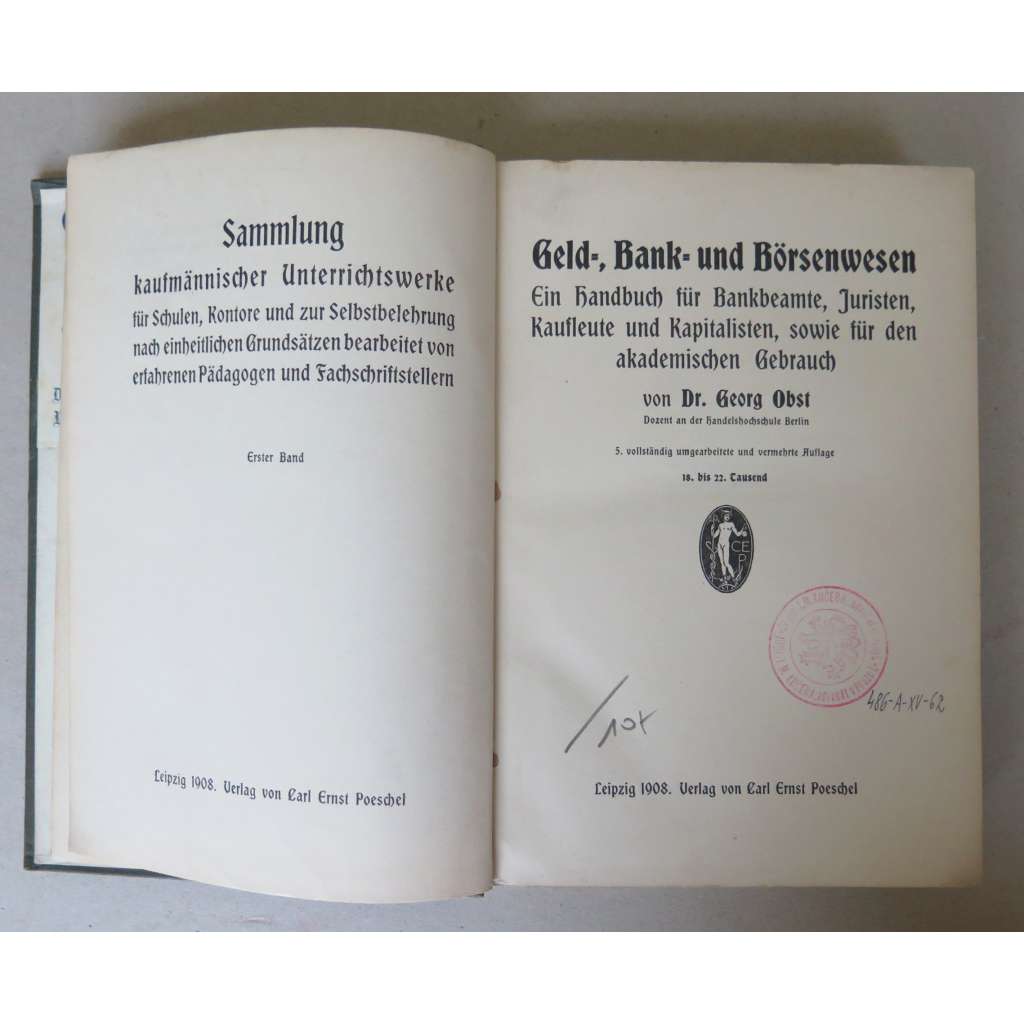 Sammlung
kaufmännischer Unterrichtswerke
für Schulen, Kontore und zur Selbstbelehrung
nach einheitlichen Grundsätzen bearbeitet von
erfahrenen Pädagogen und Fachschriftstellern
Erster Band
Leipzig 1908. Verlag von Carl Ernst Poeschel
Geld-, Bank- und Börsenwesen
Ein Handbuch für Bankbeamte, Juristen,
Kaufleute und Kapitalisten, sowie für den
akademischen Gebrauch
von Dr. Georg Obst
Dozent an der Handelshochschule Berlin
5. vollständig umgearbeitete und vermehrte Auflage
18. bis 22. Tausend
CE
P
486-A-XV-62
Leipzig 1908. Verlag von Carl Ernst Poeschel